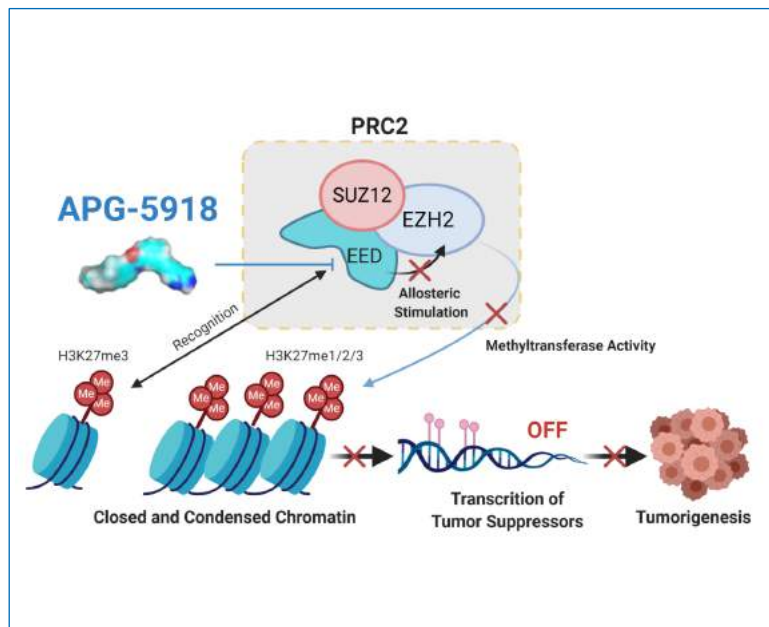 PRC2
APG-5918
SUZ12
EZH2
EED
Allosteric
Stimulation
Recognition
Methyltransferase Activity
H3K27me3
H3K27me1/2/3
Me
Me
Me
Me
Me
Me
Me
Me
Me
Me
Me
Me
OFF
Closed and Condensed Chromatin
Transcrition of
Tumor Suppressors
Tumorigenesis